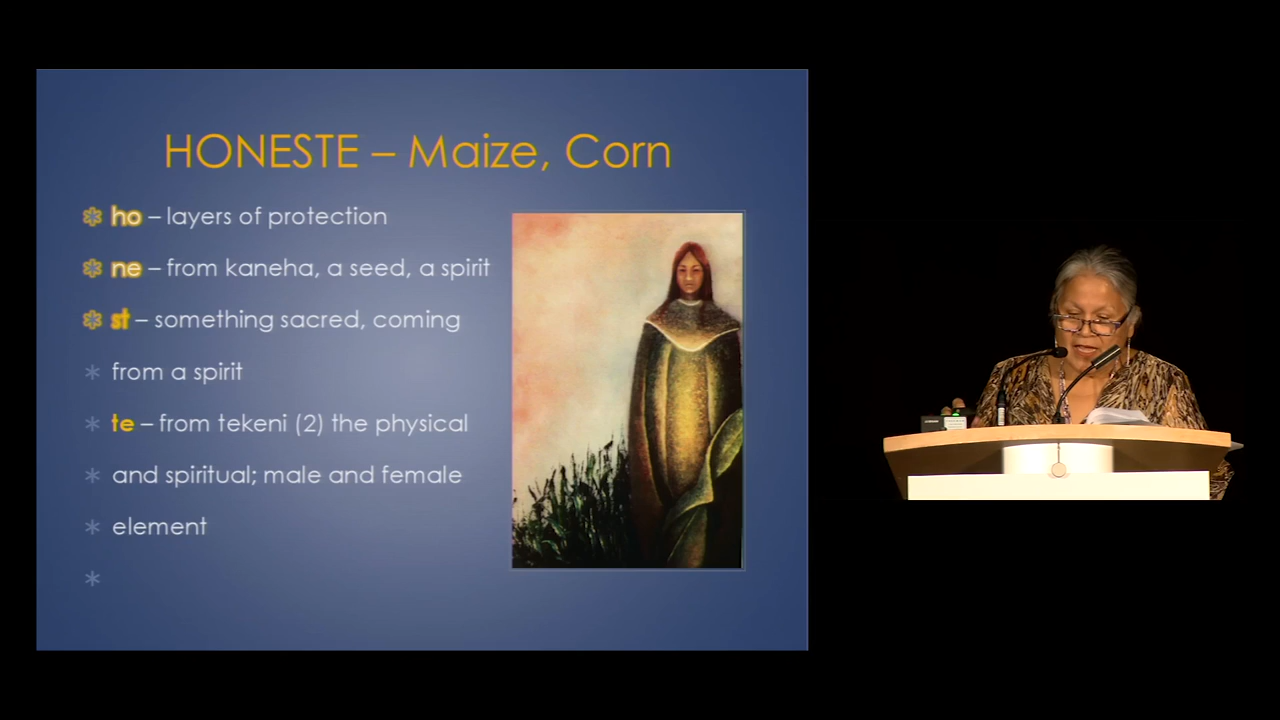 HONESTE – Maize, Corn
ho – layers of protection
ne – from kaneha, a seed, a spirit
st – something sacred, coming
from a spirit
te – from tekeni (2) the physical
and spiritual; male and female
element